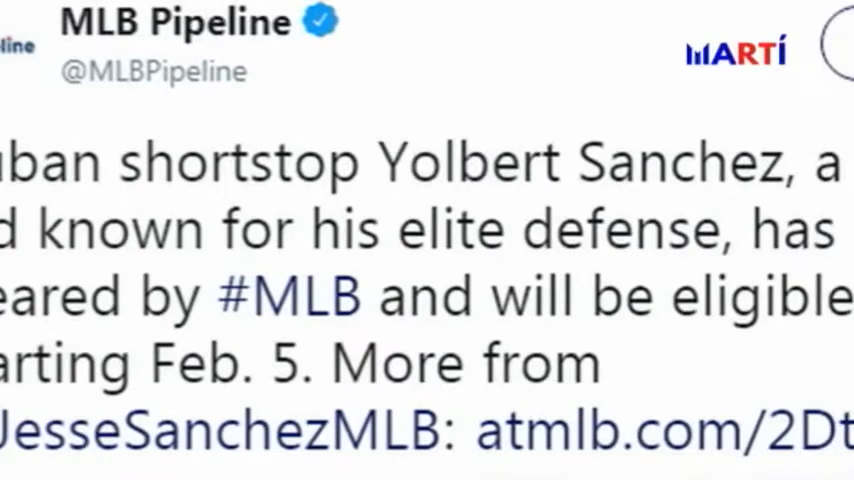 MLB Pipeline
line
@MLBPipeline
MARTÍ
uban shortstop Yolbert Sanchez, a
d known for his elite defense, has
eared by #MLB and will be eligible
arting Feb. 5. More from
JesseSanchezMLB: atmlb.com/2Dt